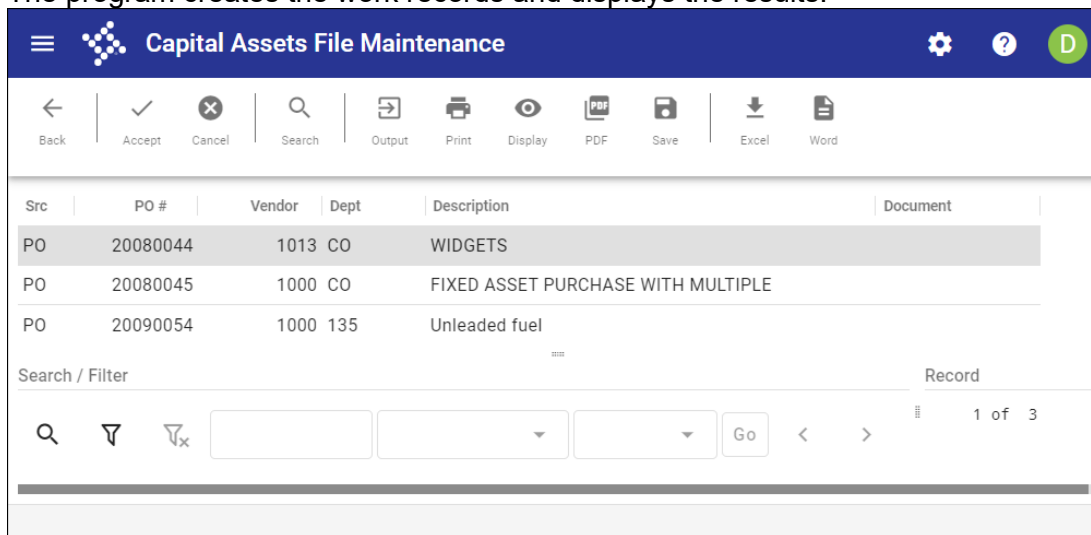 The program creates the work records and displays the results.
Capital Assets File Maintenance ? D
Back Accept Cancel Search Output Print Display PDF Save Excel Word
PDF
Src PO # Vendor Dept Description Document
PO 20080044 1013 CO WIDGETS
PO 20080045 1000 CO FIXED ASSET PURCHASE WITH MULTIPLE
PO 20090054 1000 135 Unleaded fuel
Search / Filter Record
Go 1 of 3